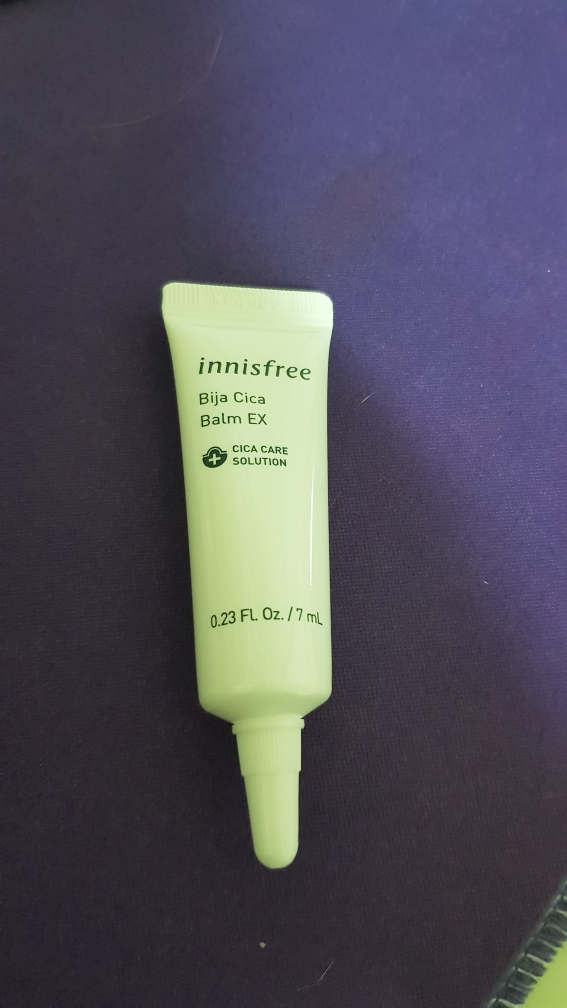 innisfree
Bija Cica
Balm EX
CICA CARE
SOLUTION
0.23 Fl. Oz. / 7 mL